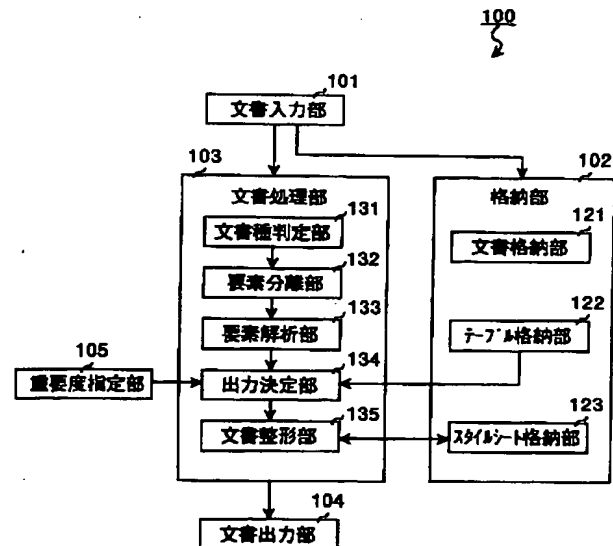 100
101
文書入力部
103
文書処理部
102
格納部
131
文書種判定部
121
文書格納部
132
要素分離部
133
要素解析部
122
テーブル格納部
105
重要度指定部
134
出力決定部
135
文書整形部
123
スタイルシート格納部
104
文書出力部